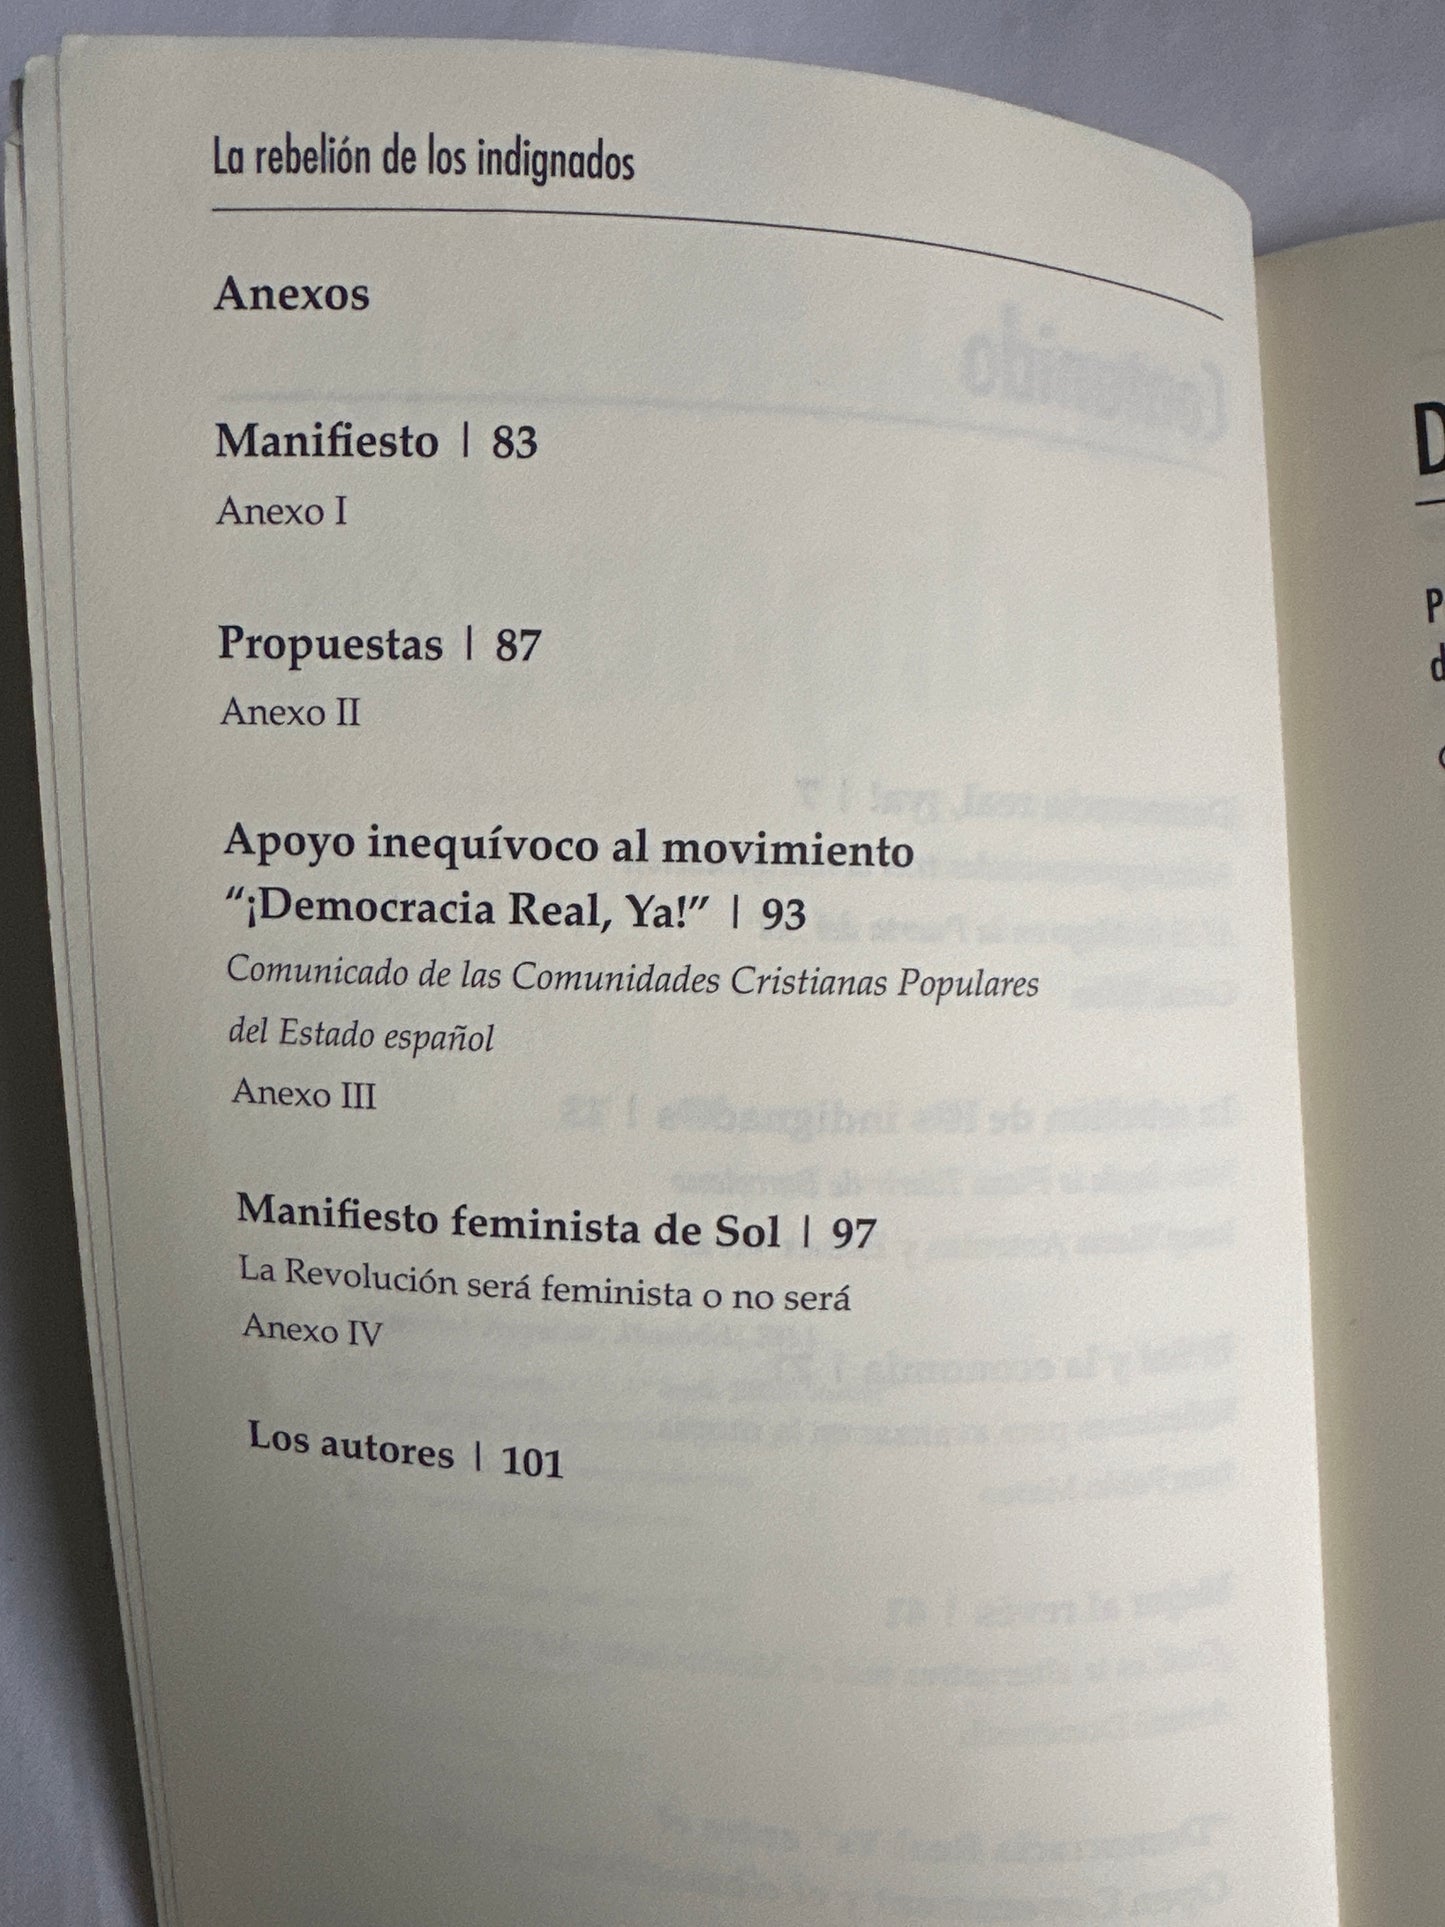 La rebelión de los indignados
Anexos
Manifiesto | 83
Anexo I
Propuestas | 87
Anexo II
Apoyo inequívoco al movimiento
“¡Democracia Real, Ya!” | 93
Comunicado de las Comunidades Cristianas Populares
del Estado español
Anexo III
Manifiesto feminista de Sol | 97
La Revolución será feminista o no será
Anexo IV
Los autores | 101